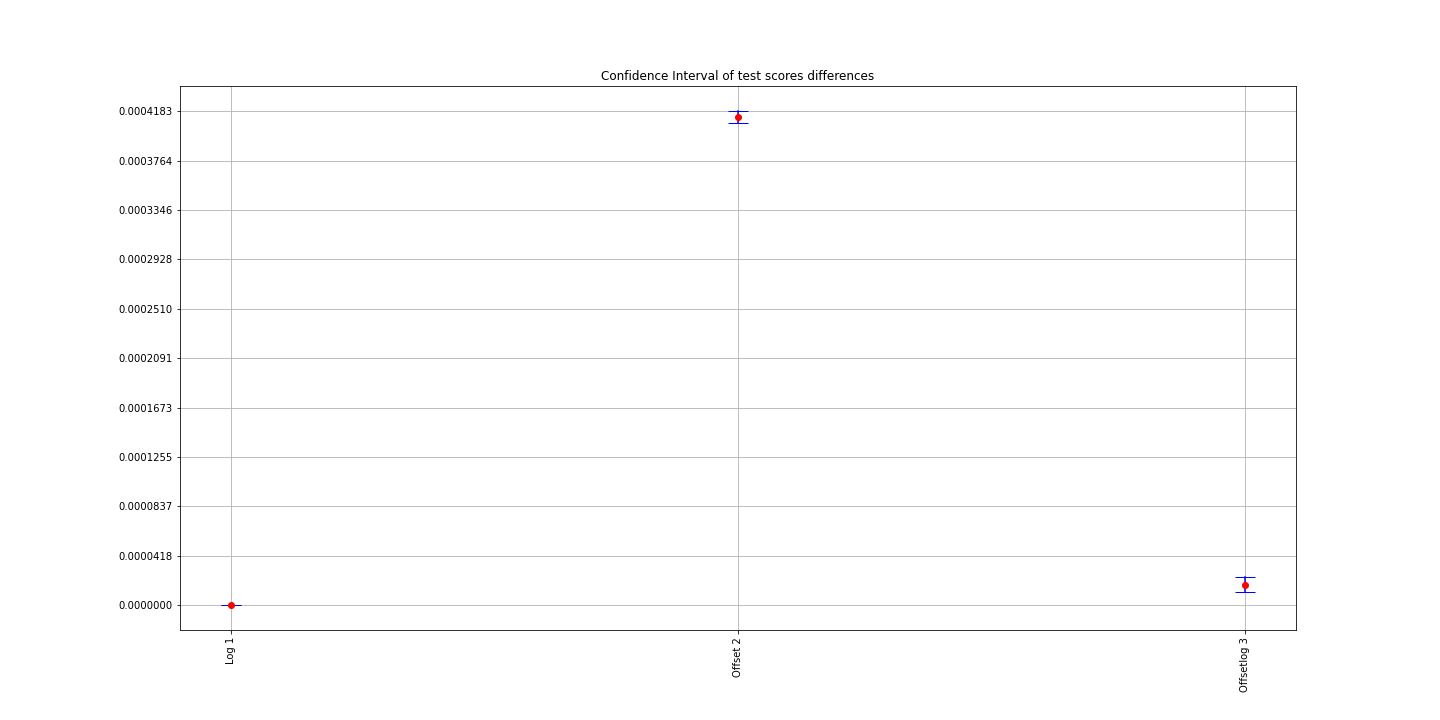 Confidence Interval of test scores differences
0.0004183
0.0003764
0.0003346
0.0002928
0.0002510
0.0002091
0.0001673
0.0001255
0.0000837
0.0000418
0.0000000
Log 1
Offset 2
Offsetlog 3